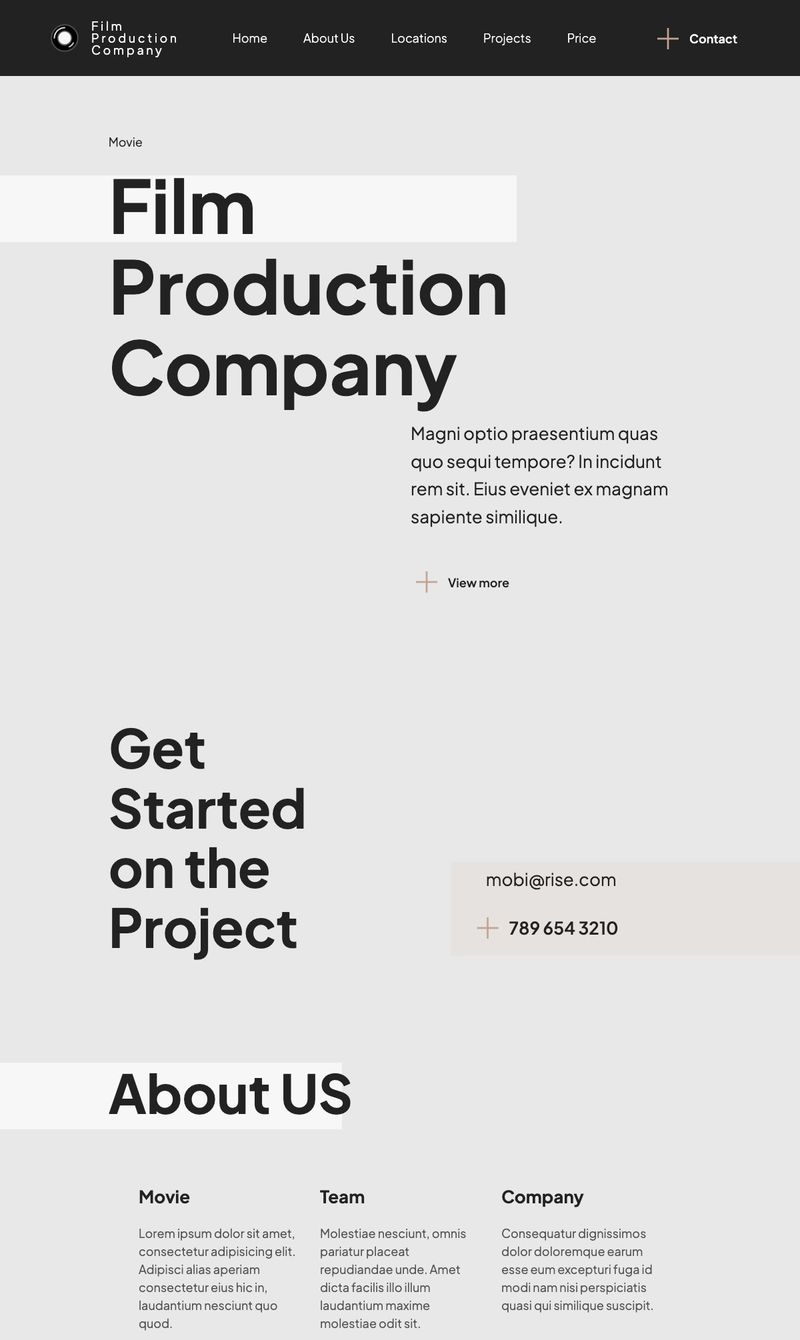 Film
Production
Company
Home
About Us
Locations
Projects
Price
Contact
Movie
Film
Production
Company
Magni optio praesentium quas
quo sequi tempore? In incidunt
rem sit. Eius eveniet ex magnam
sapiente similique.
View more
Get
Started
on the
Project
mobi@rise.com
789 654 3210
About US
Movie
Lorem ipsum dolor sit amet,
consectetur adipisicing elit.
Adipisci alias aperiam
consectetur eius hic in,
laudantium nesciunt quo
quod.
Team
Molestiae nesciunt, omnis
pariatur placeat
repudiandae unde. Amet
dicta facilis illo illum
laudantium maxime
molestiae odit sit.
Company
Consequatur dignissimos
dolor doloremque earum
esse eum excepturi fuga id
modi nam nisi perspiciatis
quasi qui similique suscipit.